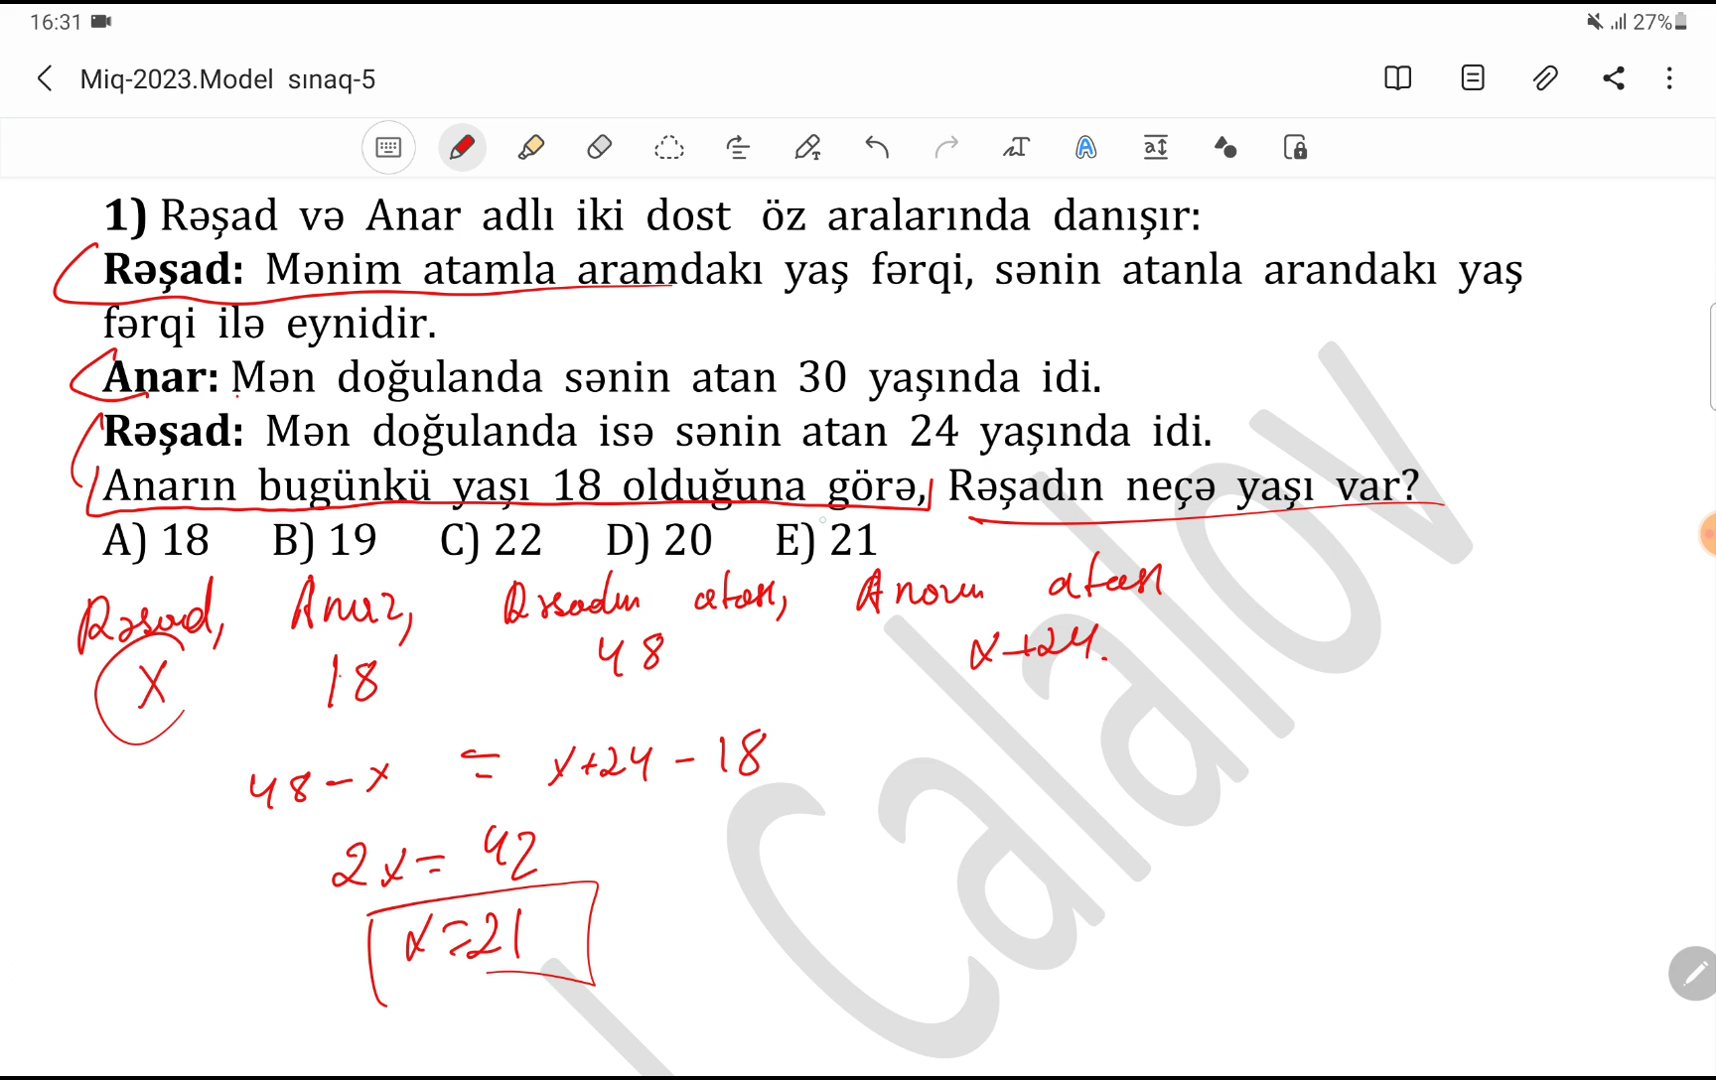 16:31 27%
Miq-2023.Model sınaq-5
1) Rəşad və Anar adlı iki dost öz aralarında danışır:
Rəşad: Mənim atamla aramdakı yaş fərqi, sənin atanla arandakı yaş
fərqi ilə eynidir.
Anar: Mən doğulanda sənin atan 30 yaşında idi.
Rəşad: Mən doğulanda isə sənin atan 24 yaşında idi.
Anarın bugünkü yaşı 18 olduğuna görə, Rəşadın neçə yaşı var?
A) 18 B) 19 C) 22 D) 20 E) 21
Rəşad, Anar, Rəşadın atası, Anarın atası
x 18 48 x+24.
48-x = x+24-18
2x= 42
x=21
Calalov